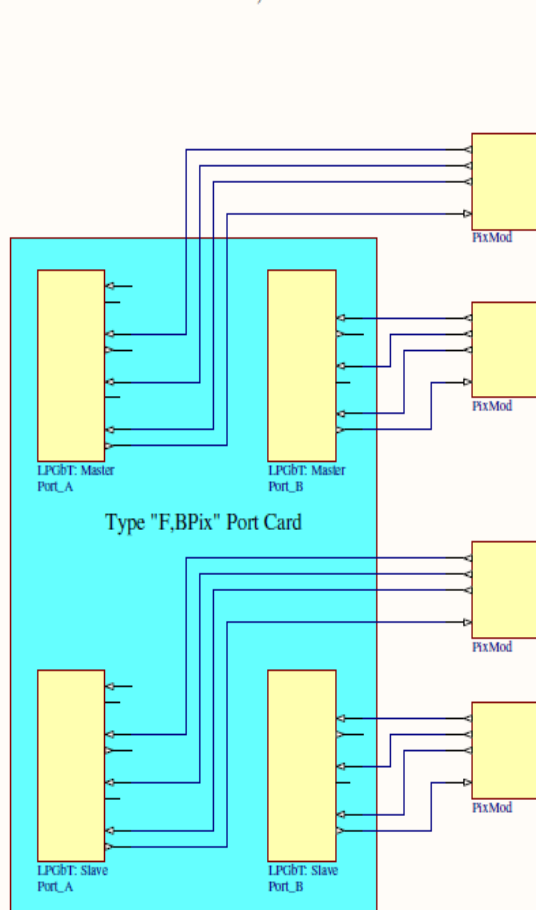 PixMod
PixMod
LPGbT: Master
Port_A
LPGbT: Master
Port_B
Type "F,BPix" Port Card
PixMod
PixMod
LPGbT: Slave
Port_A
LPGbT: Slave
Port_B